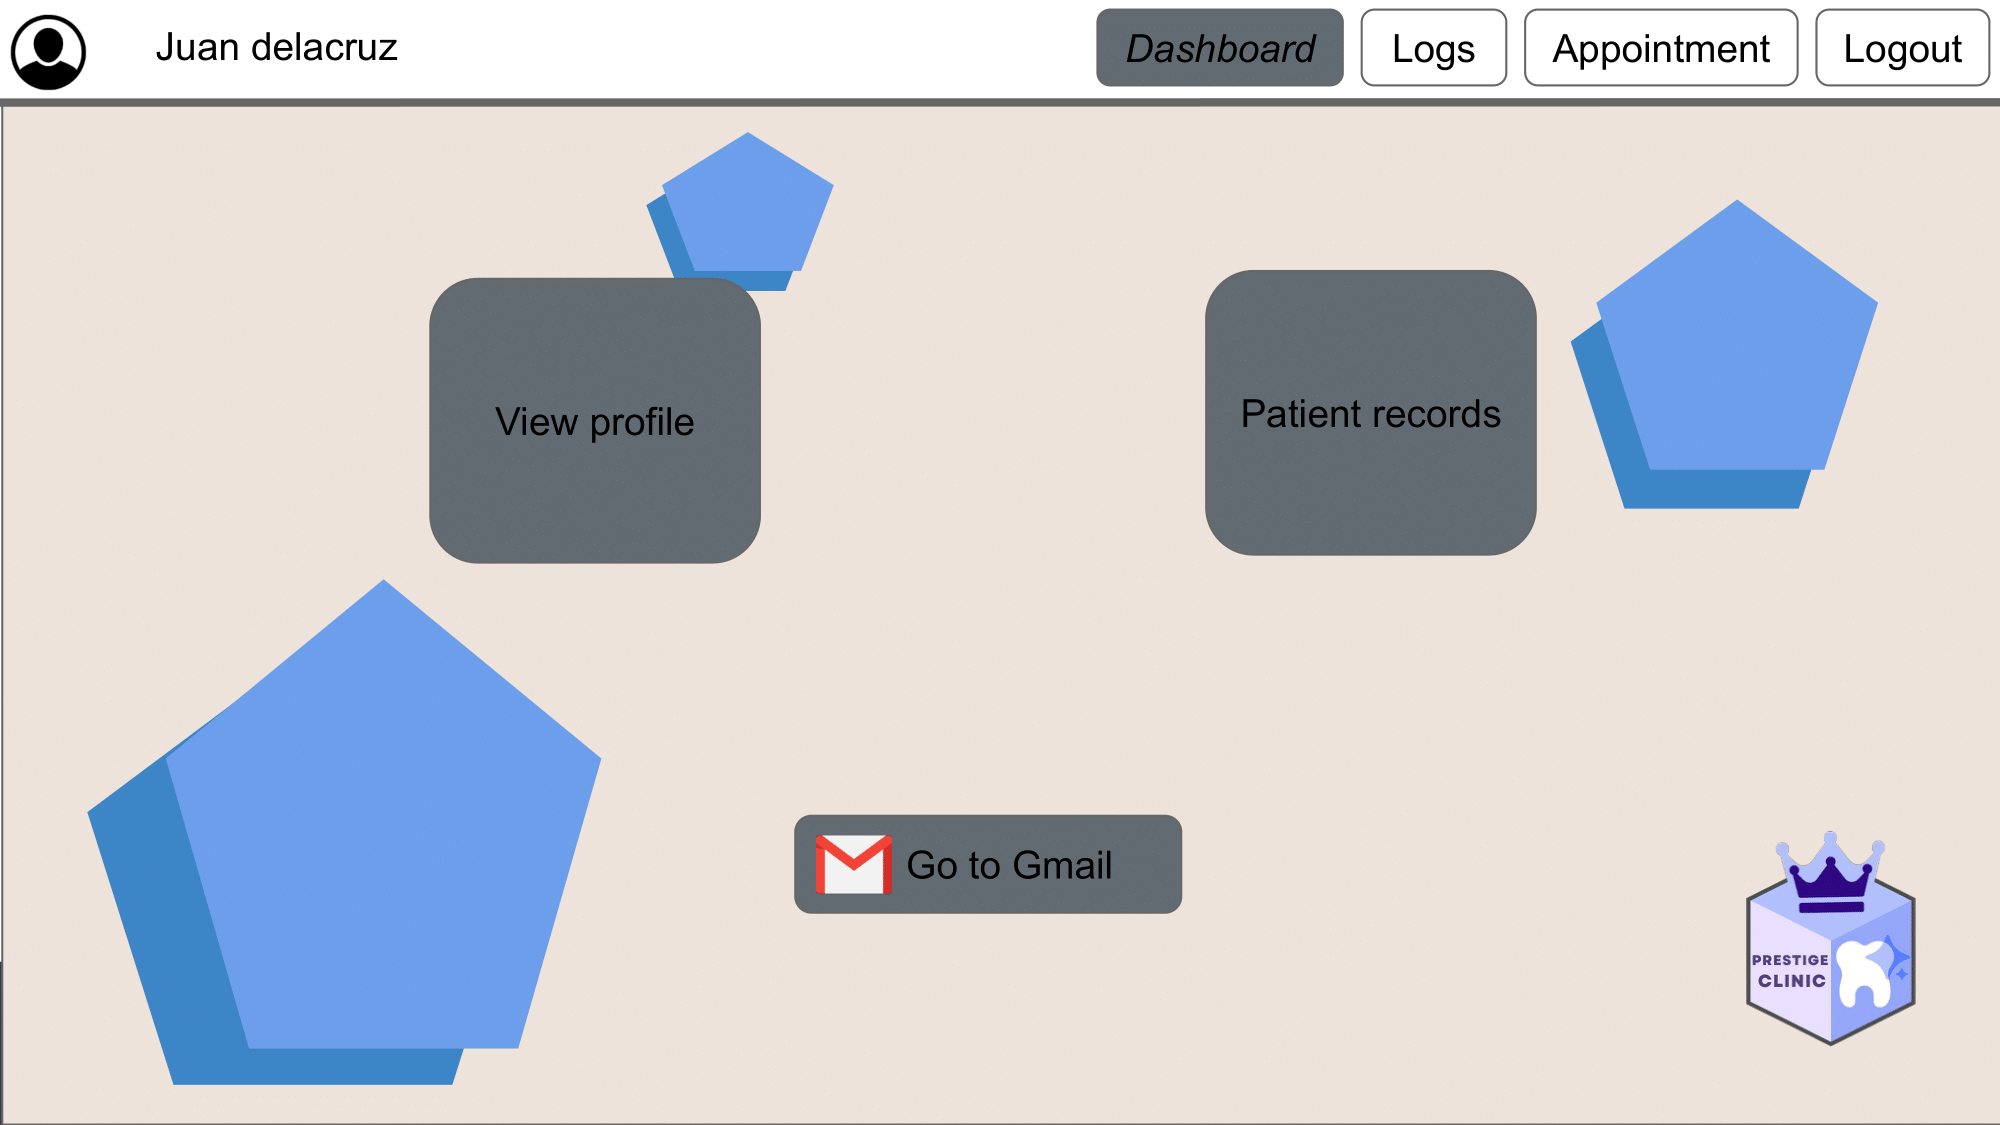 Juan delacruz
Dashboard
Logs
Appointment
Logout
View profile
Patient records
Go to Gmail
PRESTIGE
CLINIC